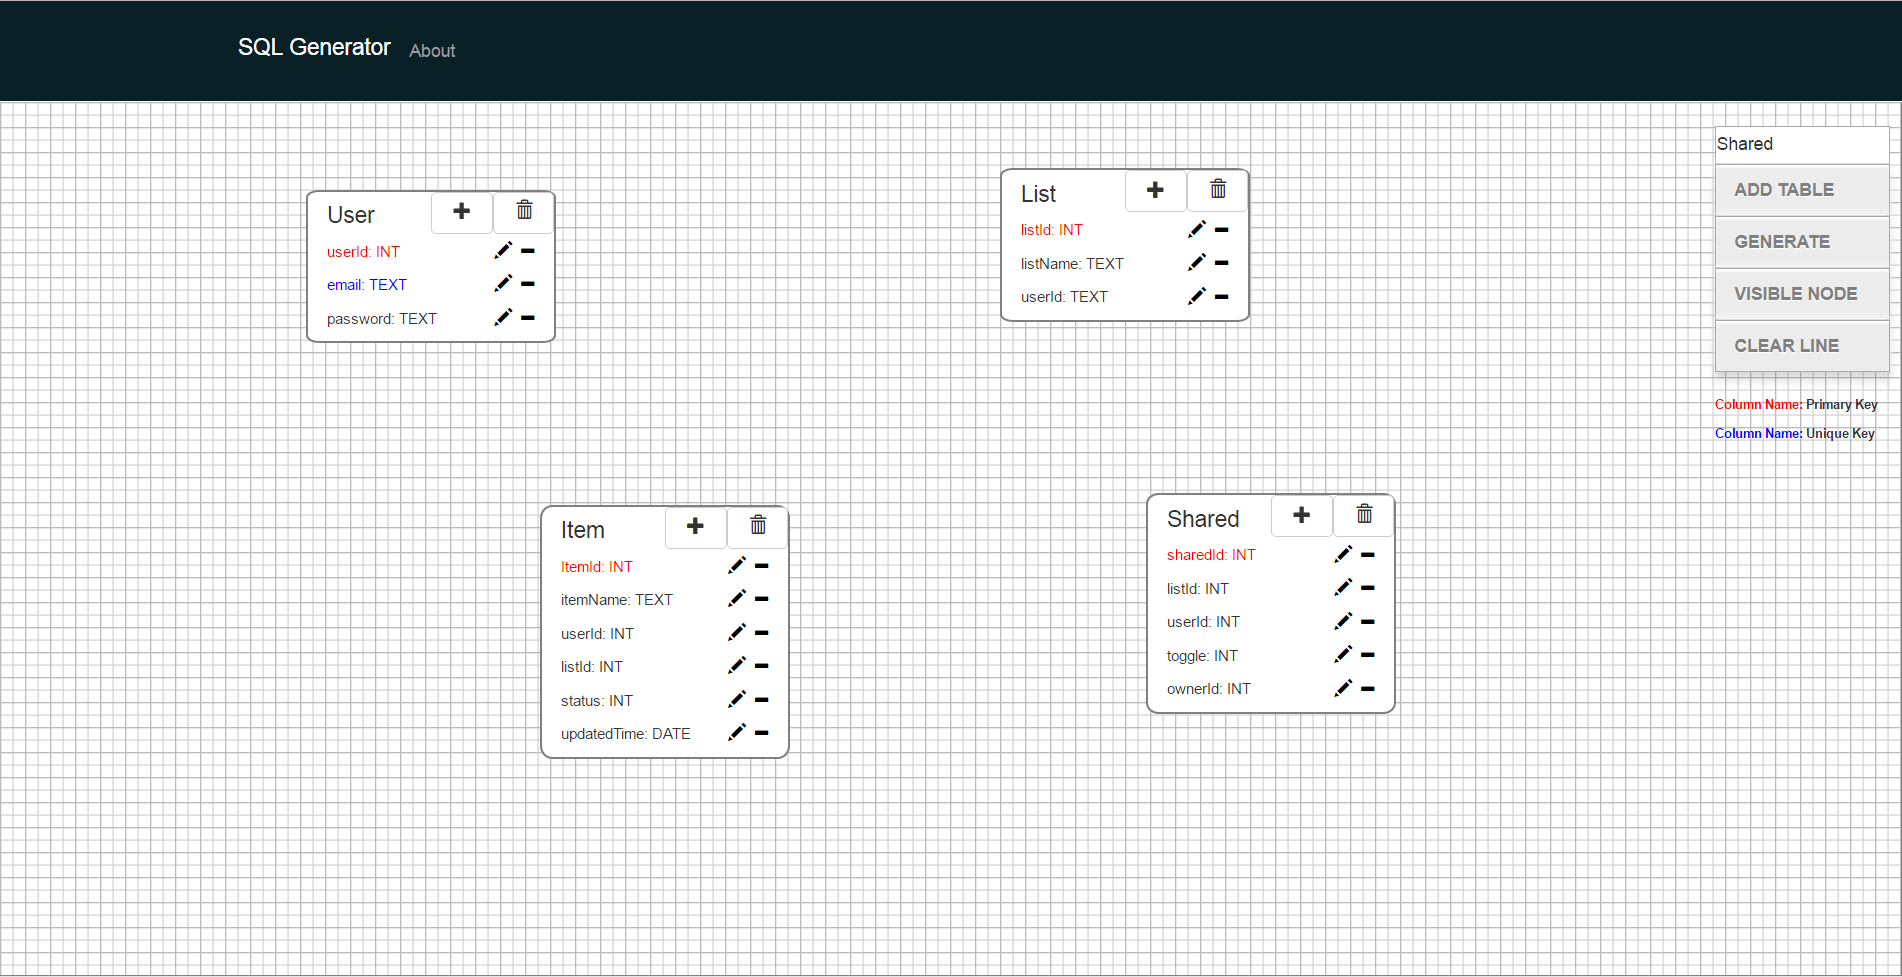 SQL Generator About
User
userId: INT
email: TEXT
password: TEXT
List
listId: INT
listName: TEXT
userId: TEXT
Shared
ADD TABLE
GENERATE
VISIBLE NODE
CLEAR LINE
Column Name: Primary Key
Column Name: Unique Key
Item
ItemId: INT
itemName: TEXT
userId: INT
listId: INT
status: INT
updatedTime: DATE
Shared
sharedId: INT
listId: INT
userId: INT
toggle: INT
ownerId: INT